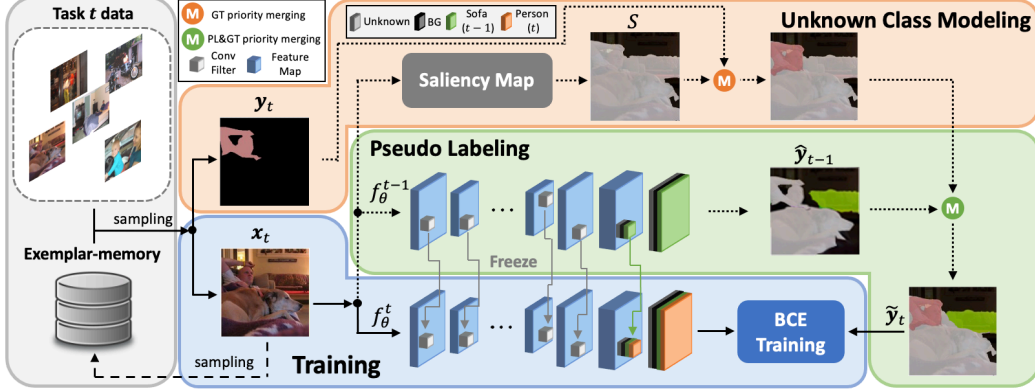 Task t data
M GT priority merging
M PL&GT priority merging
Conv Filter
Feature Map
Unknown
BG
Sofa (t − 1)
Person (t)
Unknown Class Modeling
S
Saliency Map
M
y_t
Pseudo Labeling
ŷ_{t−1}
f_θ^{t−1}
...
M
sampling
x_t
Exemplar-memory
Freeze
f_θ^t
...
BCE Training
ỹ_t
sampling
Training